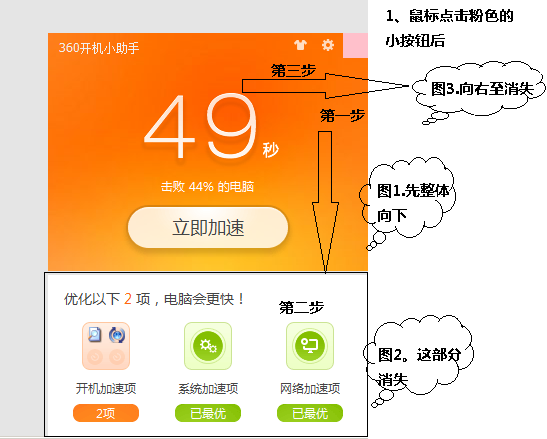 1、鼠标点击粉色的
小按钮后
360开机小助手
第三步
图3.向右至消失
49秒
第一步
击败 44% 的电脑
图1.先整体
向下
立即加速
优化以下 2 项，电脑会更快！
第二步
图2。这部分
消失
开机加速项 系统加速项 网络加速项
2项 已最优 已最优